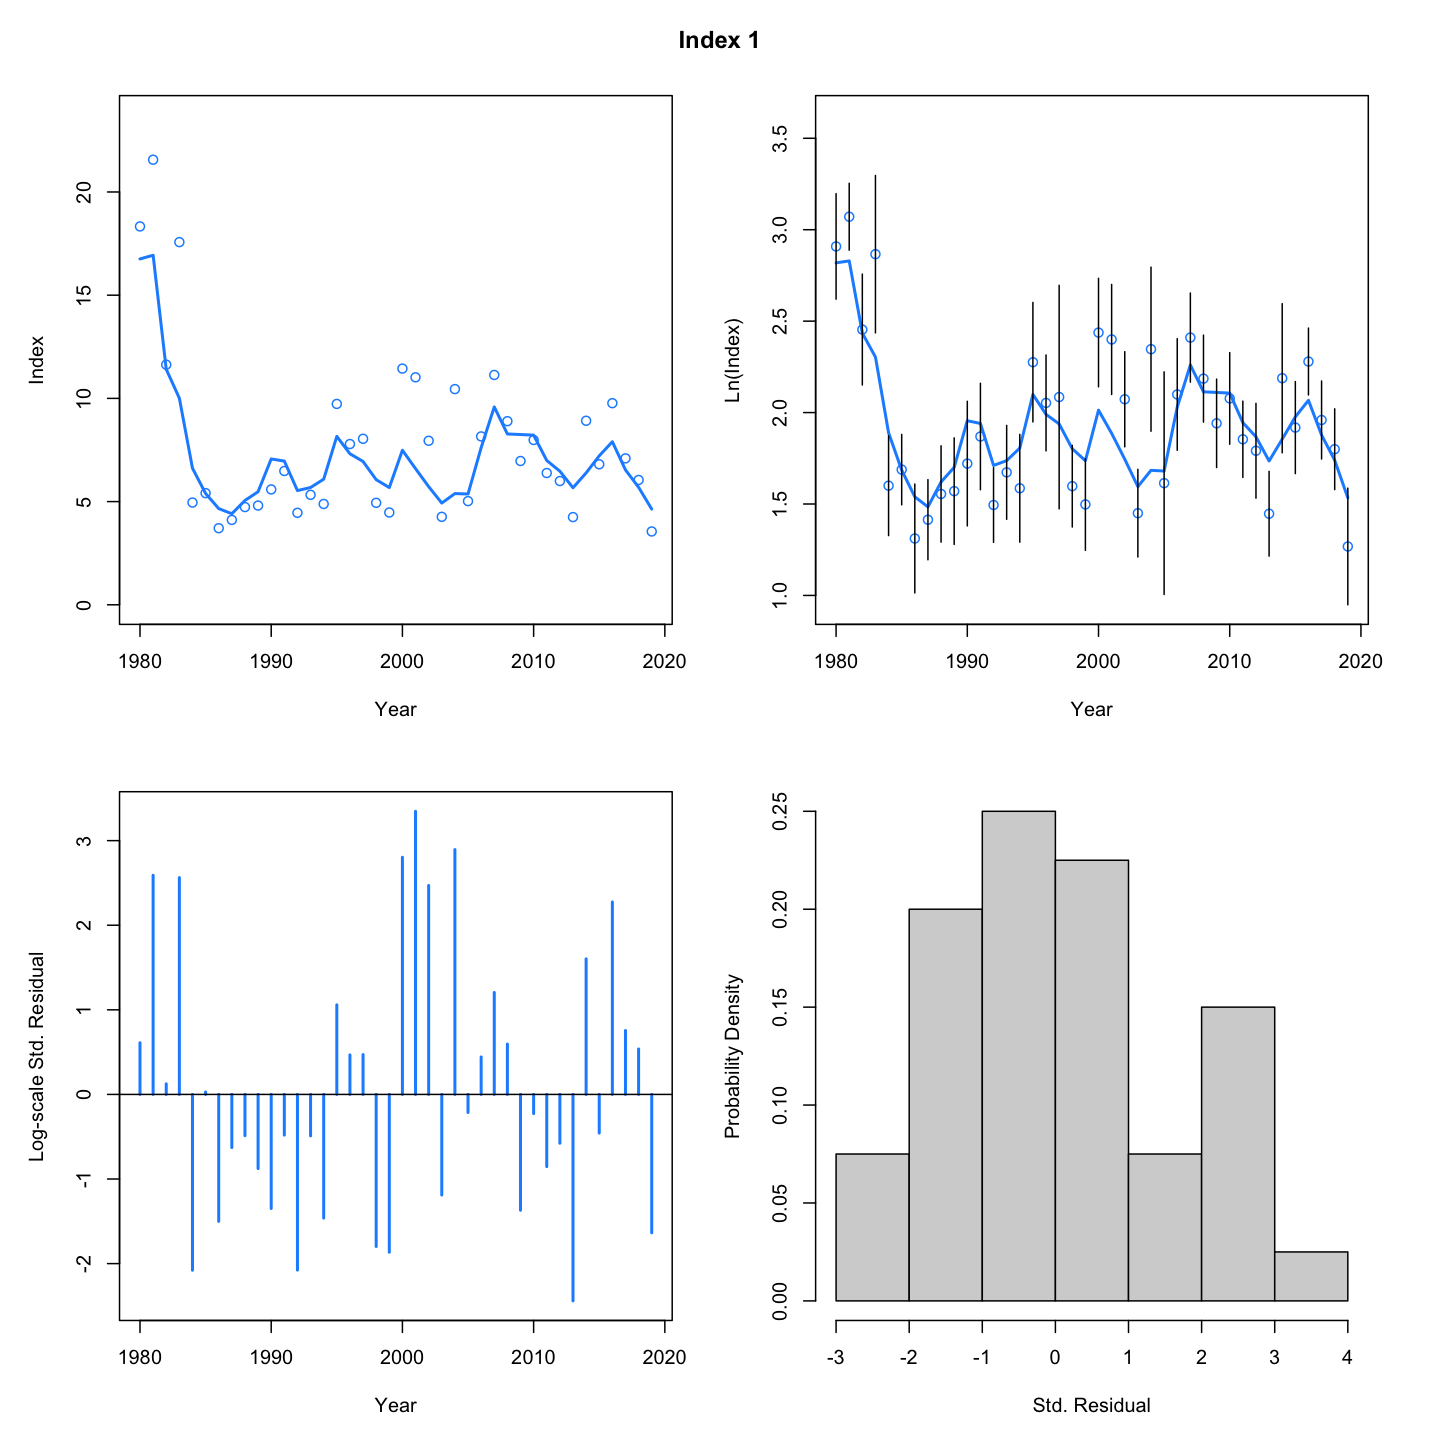 Index 1
Index
0 5 10 15 20
1980 1990 2000 2010 2020
Year
Ln(Index)
1.0 1.5 2.0 2.5 3.0 3.5
1980 1990 2000 2010 2020
Year
Log-scale Std. Residual
-2 -1 0 1 2 3
1980 1990 2000 2010 2020
Year
Probability Density
0.00 0.05 0.10 0.15 0.20 0.25
-3 -2 -1 0 1 2 3 4
Std. Residual